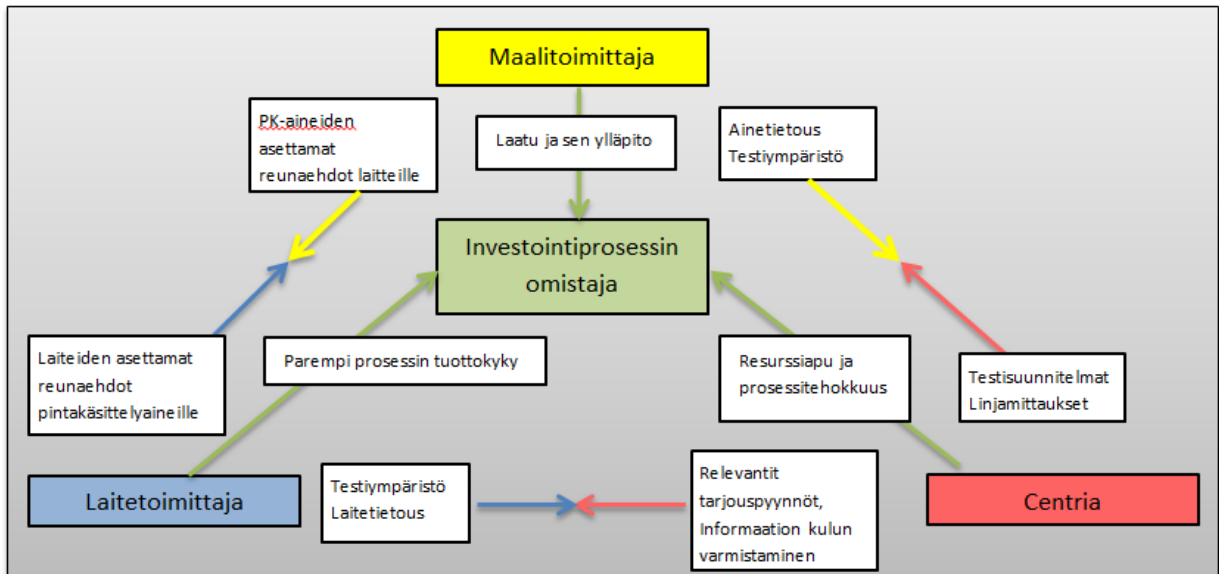 Maalitoimittaja
PK-aineiden
asettamat
reunaehdot laitteille
Laatu ja sen ylläpito
Ainetietous
Testiympäristö
Investointiprosessin
omistaja
Laiteiden asettamat
reunaehdot
pintakäsittelyaineille
Parempi prosessin tuottokyky
Resurssiapu ja
prosessitehokkuus
Testisuunnitelmat
Linjamittaukset
Laitetoimittaja
Testiympäristö
Laitetietous
Relevantit
tarjouspyynnöt,
Informaation kulun
varmistaminen
Centria